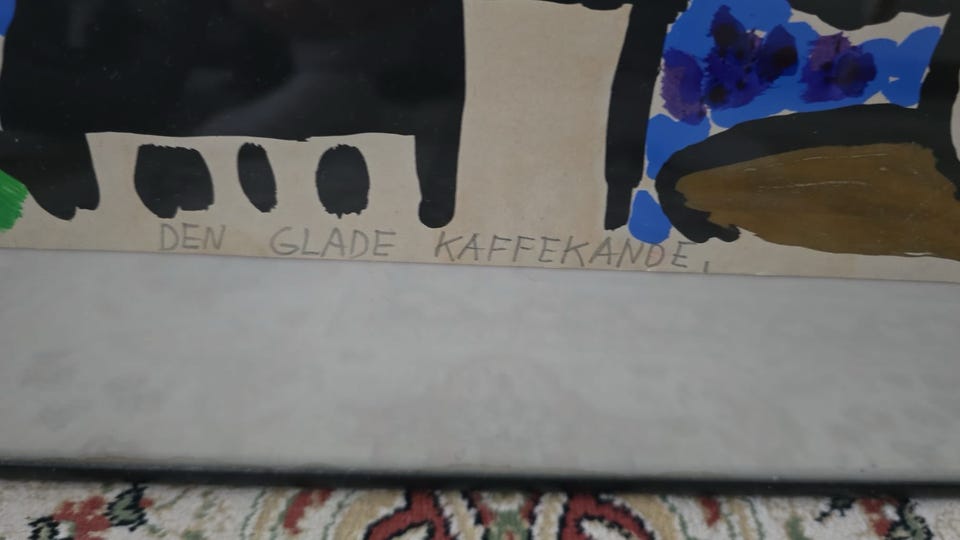 DEN GLADE KAFFEKANDE,